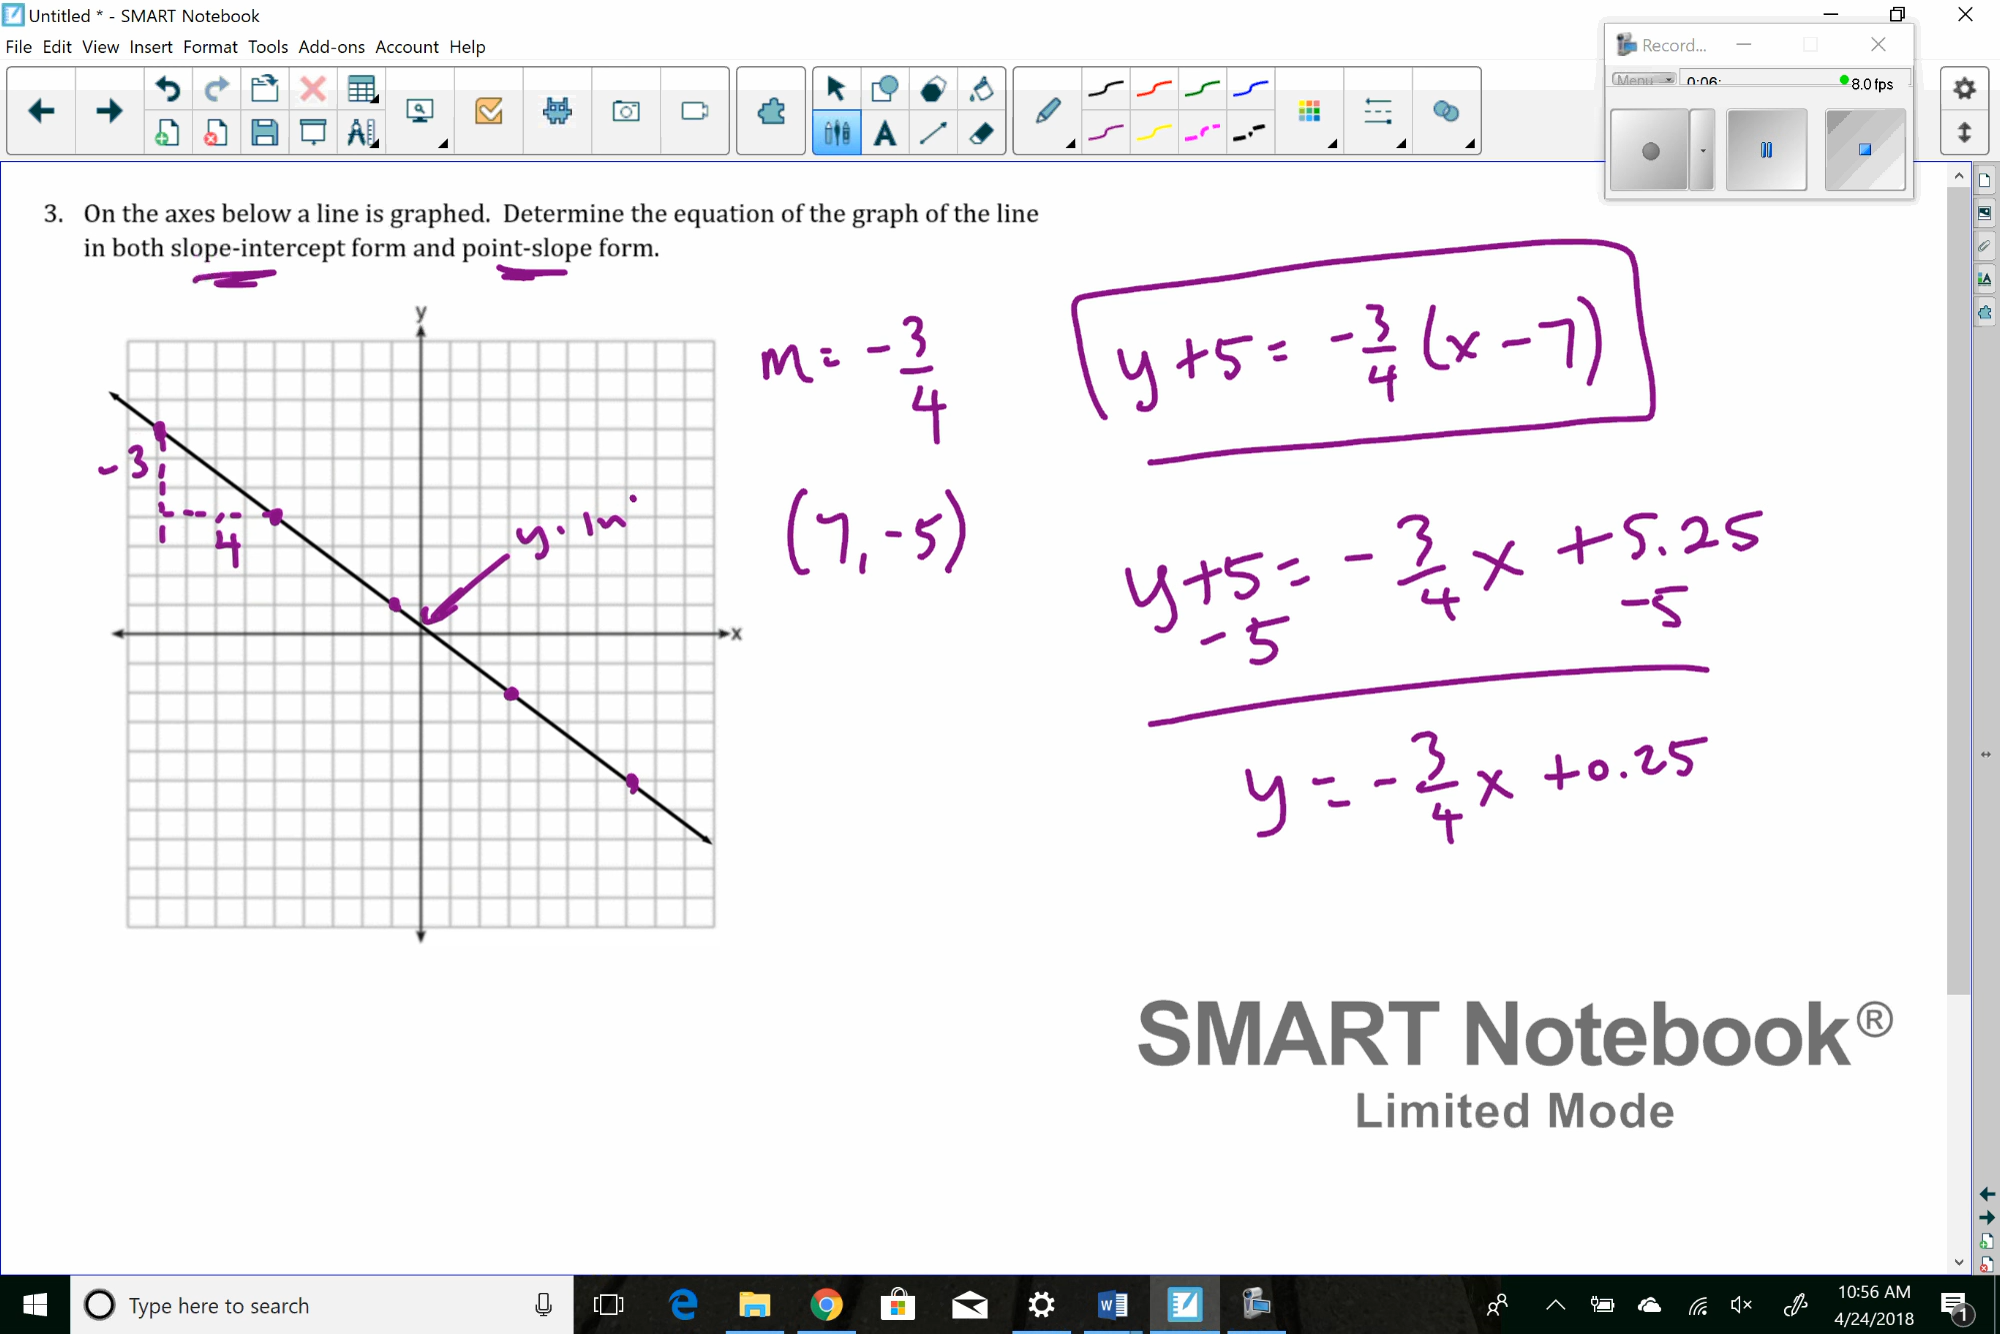 Untitled * - SMART Notebook
File Edit View Insert Format Tools Add-ons Account Help
Record...
Menu
0:06:
8.0 fps
3. On the axes below a line is graphed. Determine the equation of the graph of the line
in both slope-intercept form and point-slope form.
y
x
-3
4
y-in
m = -3/4
(7, -5)
y + 5 = -3/4 (x - 7)
y + 5 = -3/4 x + 5.25
-5 -5
y = -3/4 x + 0.25
SMART Notebook®
Limited Mode
Type here to search
10:56 AM
4/24/2018
1